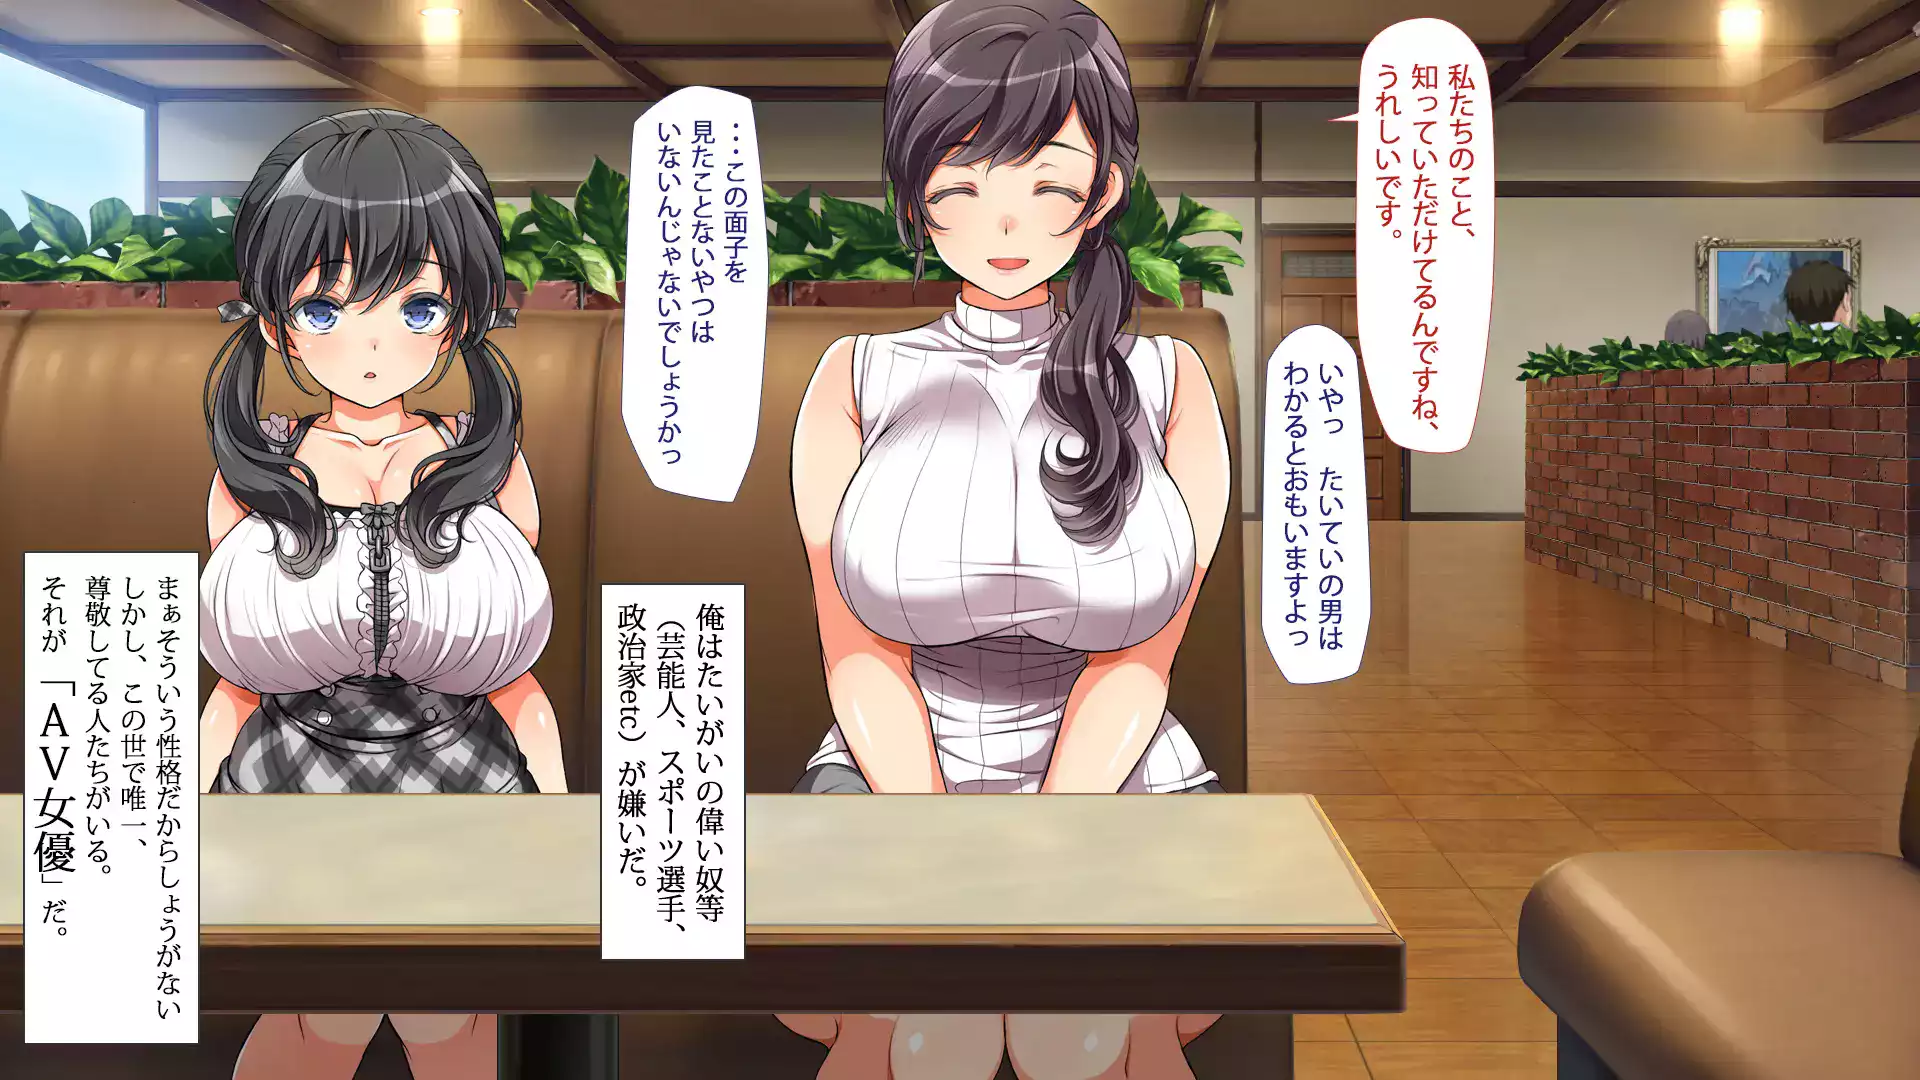 私たちのこと、
知っていただけてるんですね、
うれしいです。
いやっ　たいていの男は
わかるとおもいますよっ
・・・この面子を
見たことないやつは
いないんじゃないでしょうかっ
俺はたいがいの偉い奴等
（芸能人、スポーツ選手、
政治家etc）が嫌いだ。
まぁそういう性格だからしょうがない
しかし、この世で唯一、
尊敬してる人たちがいる。
それが　「ＡＶ女優」だ。